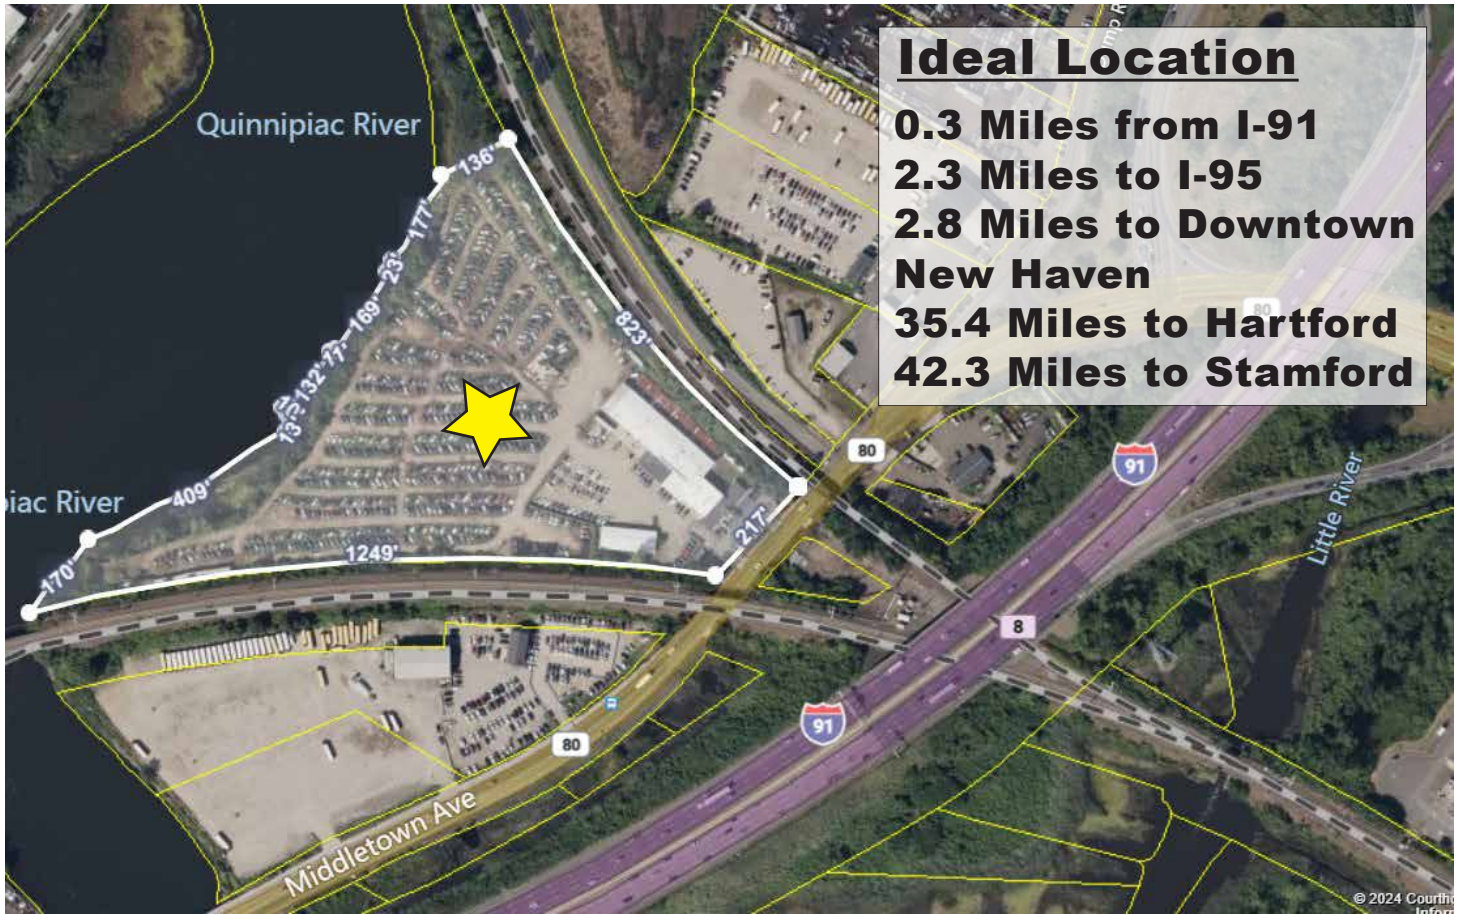 Ideal Location
0.3 Miles from I-91
2.3 Miles to I-95
2.8 Miles to Downtown
New Haven
35.4 Miles to Hartford
42.3 Miles to Stamford
Quinnipiac River
136'
177'
23'
169'
823'
132'
80
80
91
409'
iac River
217'
1249'
170'
Little River
8
91
80
Middletown Ave
© 2024 Courth
Inform